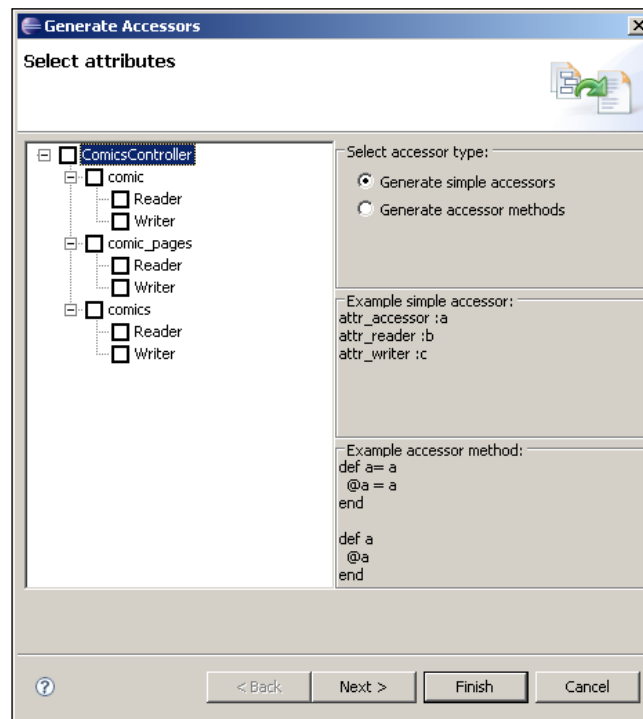 Generate Accessors
Select attributes
ComicsController
comic
Reader
Writer
comic_pages
Reader
Writer
comics
Reader
Writer
Select accessor type:
Generate simple accessors
Generate accessor methods
Example simple accessor:
attr_accessor :a
attr_reader :b
attr_writer :c
Example accessor method:
def a= a
@a = a
end
def a
@a
end
?
< Back
Next >
Finish
Cancel